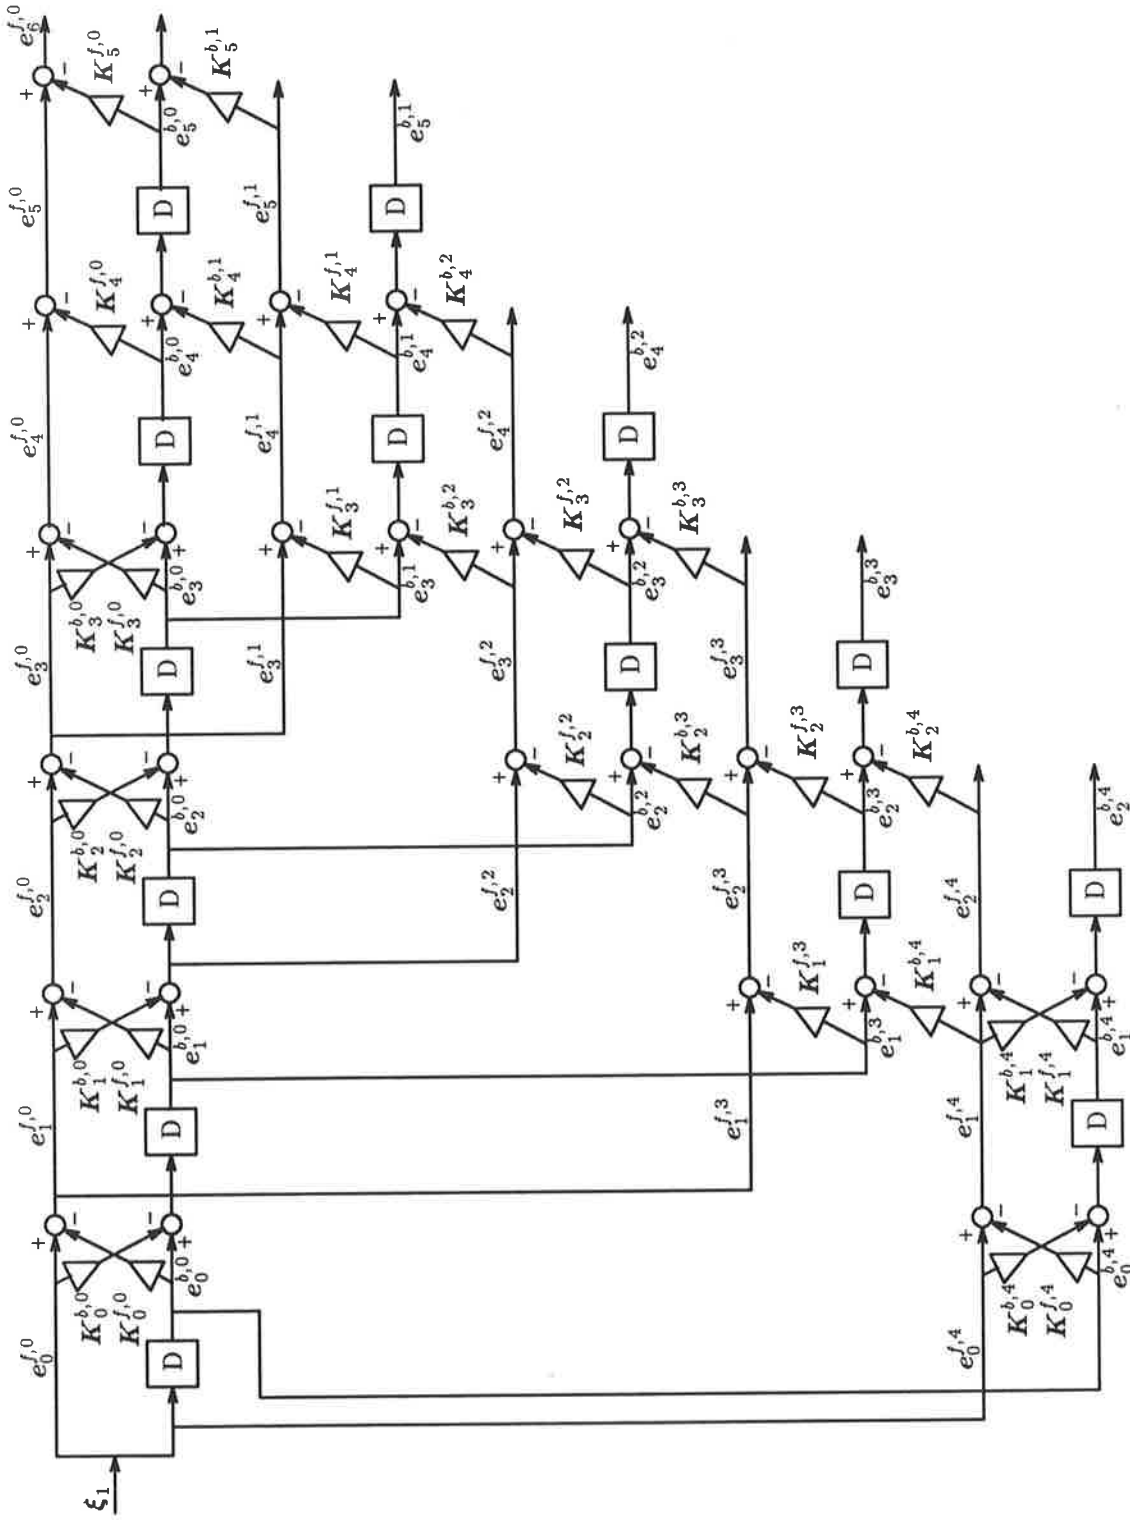 e_0^{f,0} e_1^{f,0} e_2^{f,0} e_3^{f,0} e_4^{f,0} e_5^{f,0} e_6^{f,0}
+ + + + + +
− − − − − −
K_0^{b,0} K_1^{b,0} K_2^{b,0} K_3^{b,0} K_4^{f,0} K_5^{f,0}
ξ_1
K_0^{f,0} K_1^{f,0} K_2^{f,0} K_3^{f,0}
− − − − + +
D D D D D D
+ + + + − −
e_0^{b,0} e_1^{b,0} e_2^{b,0} e_3^{b,0} e_4^{b,0} e_5^{b,0}
K_4^{b,1} K_5^{b,1}
e_3^{f,1} e_4^{f,1} e_5^{f,1}
+ +
− −
K_3^{f,1} K_4^{f,1}
+ +
D D
− −
e_3^{b,1} e_4^{b,1} e_5^{b,1}
K_3^{b,2} K_4^{b,2}
e_2^{f,2} e_3^{f,2} e_4^{f,2}
+ +
− −
K_2^{f,2} K_3^{f,2}
+ +
D D
− −
e_2^{b,2} e_3^{b,2} e_4^{b,2}
K_2^{b,3} K_3^{b,3}
e_1^{f,3} e_2^{f,3} e_3^{f,3}
+ +
− −
K_1^{f,3} K_2^{f,3}
+ +
D D
− −
e_1^{b,3} e_2^{b,3} e_3^{b,3}
K_1^{b,4} K_2^{b,4}
e_0^{f,4} e_1^{f,4} e_2^{f,4}
+ +
− −
K_0^{b,4} K_1^{b,4}
K_0^{f,4} K_1^{f,4}
− −
D D
+ +
e_0^{b,4} e_1^{b,4} e_2^{b,4}